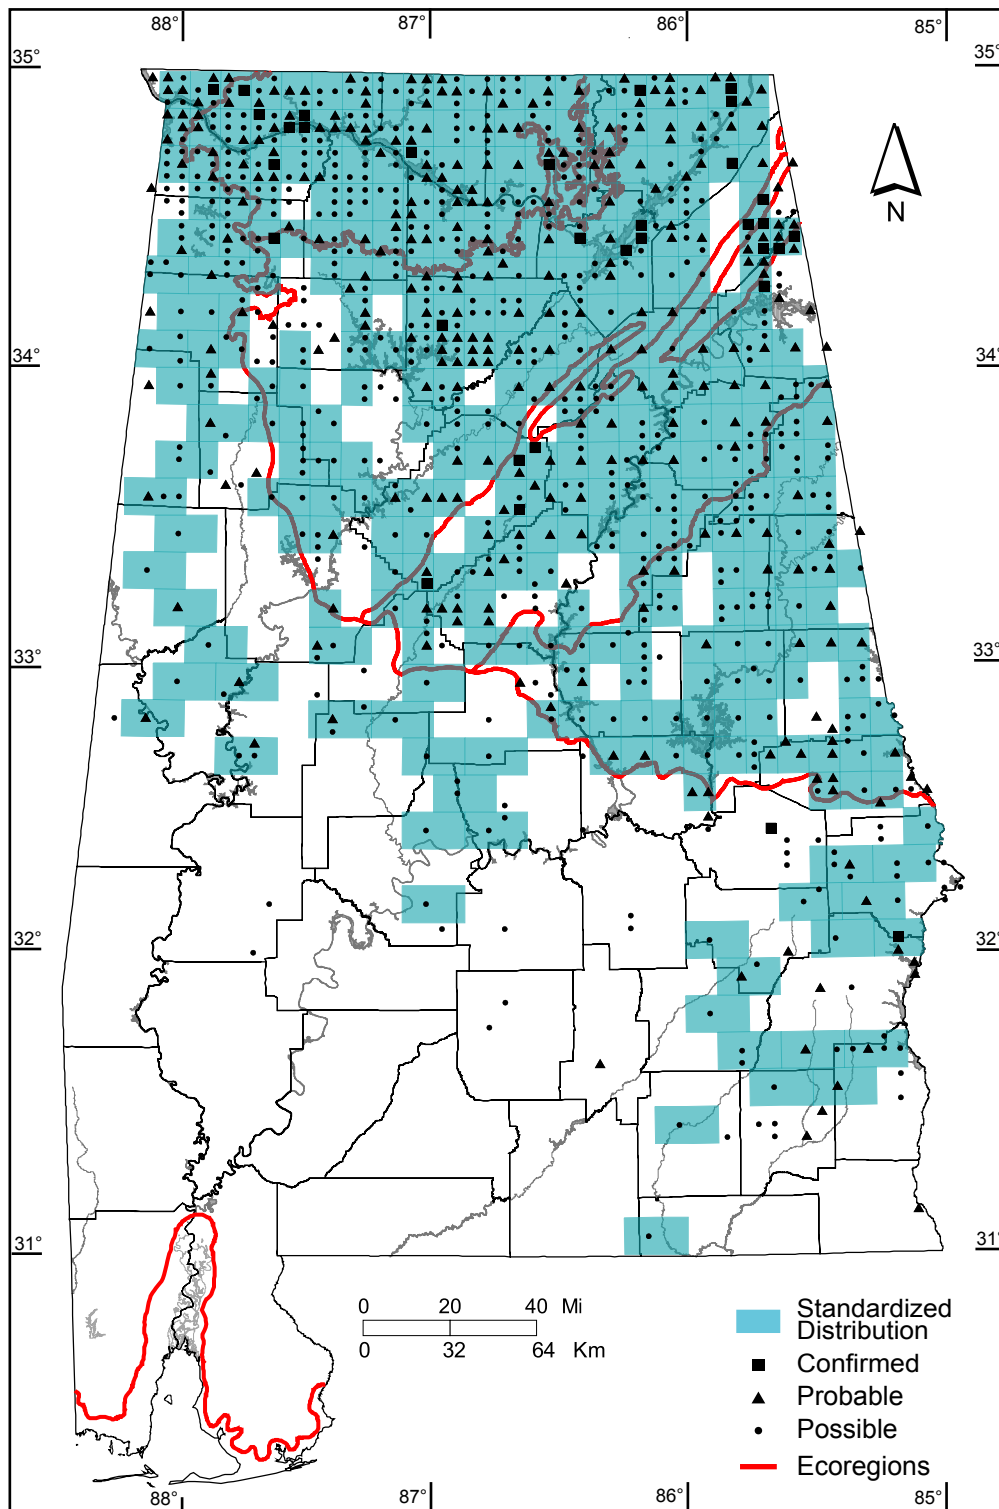 88° 87° 86° 85°
35° 35°
34° 34°
33° 33°
32° 32°
31° 31°
N
0 20 40 Mi
0 32 64 Km
Standardized
Distribution
Confirmed
Probable
Possible
Ecoregions
88° 87° 86° 85°